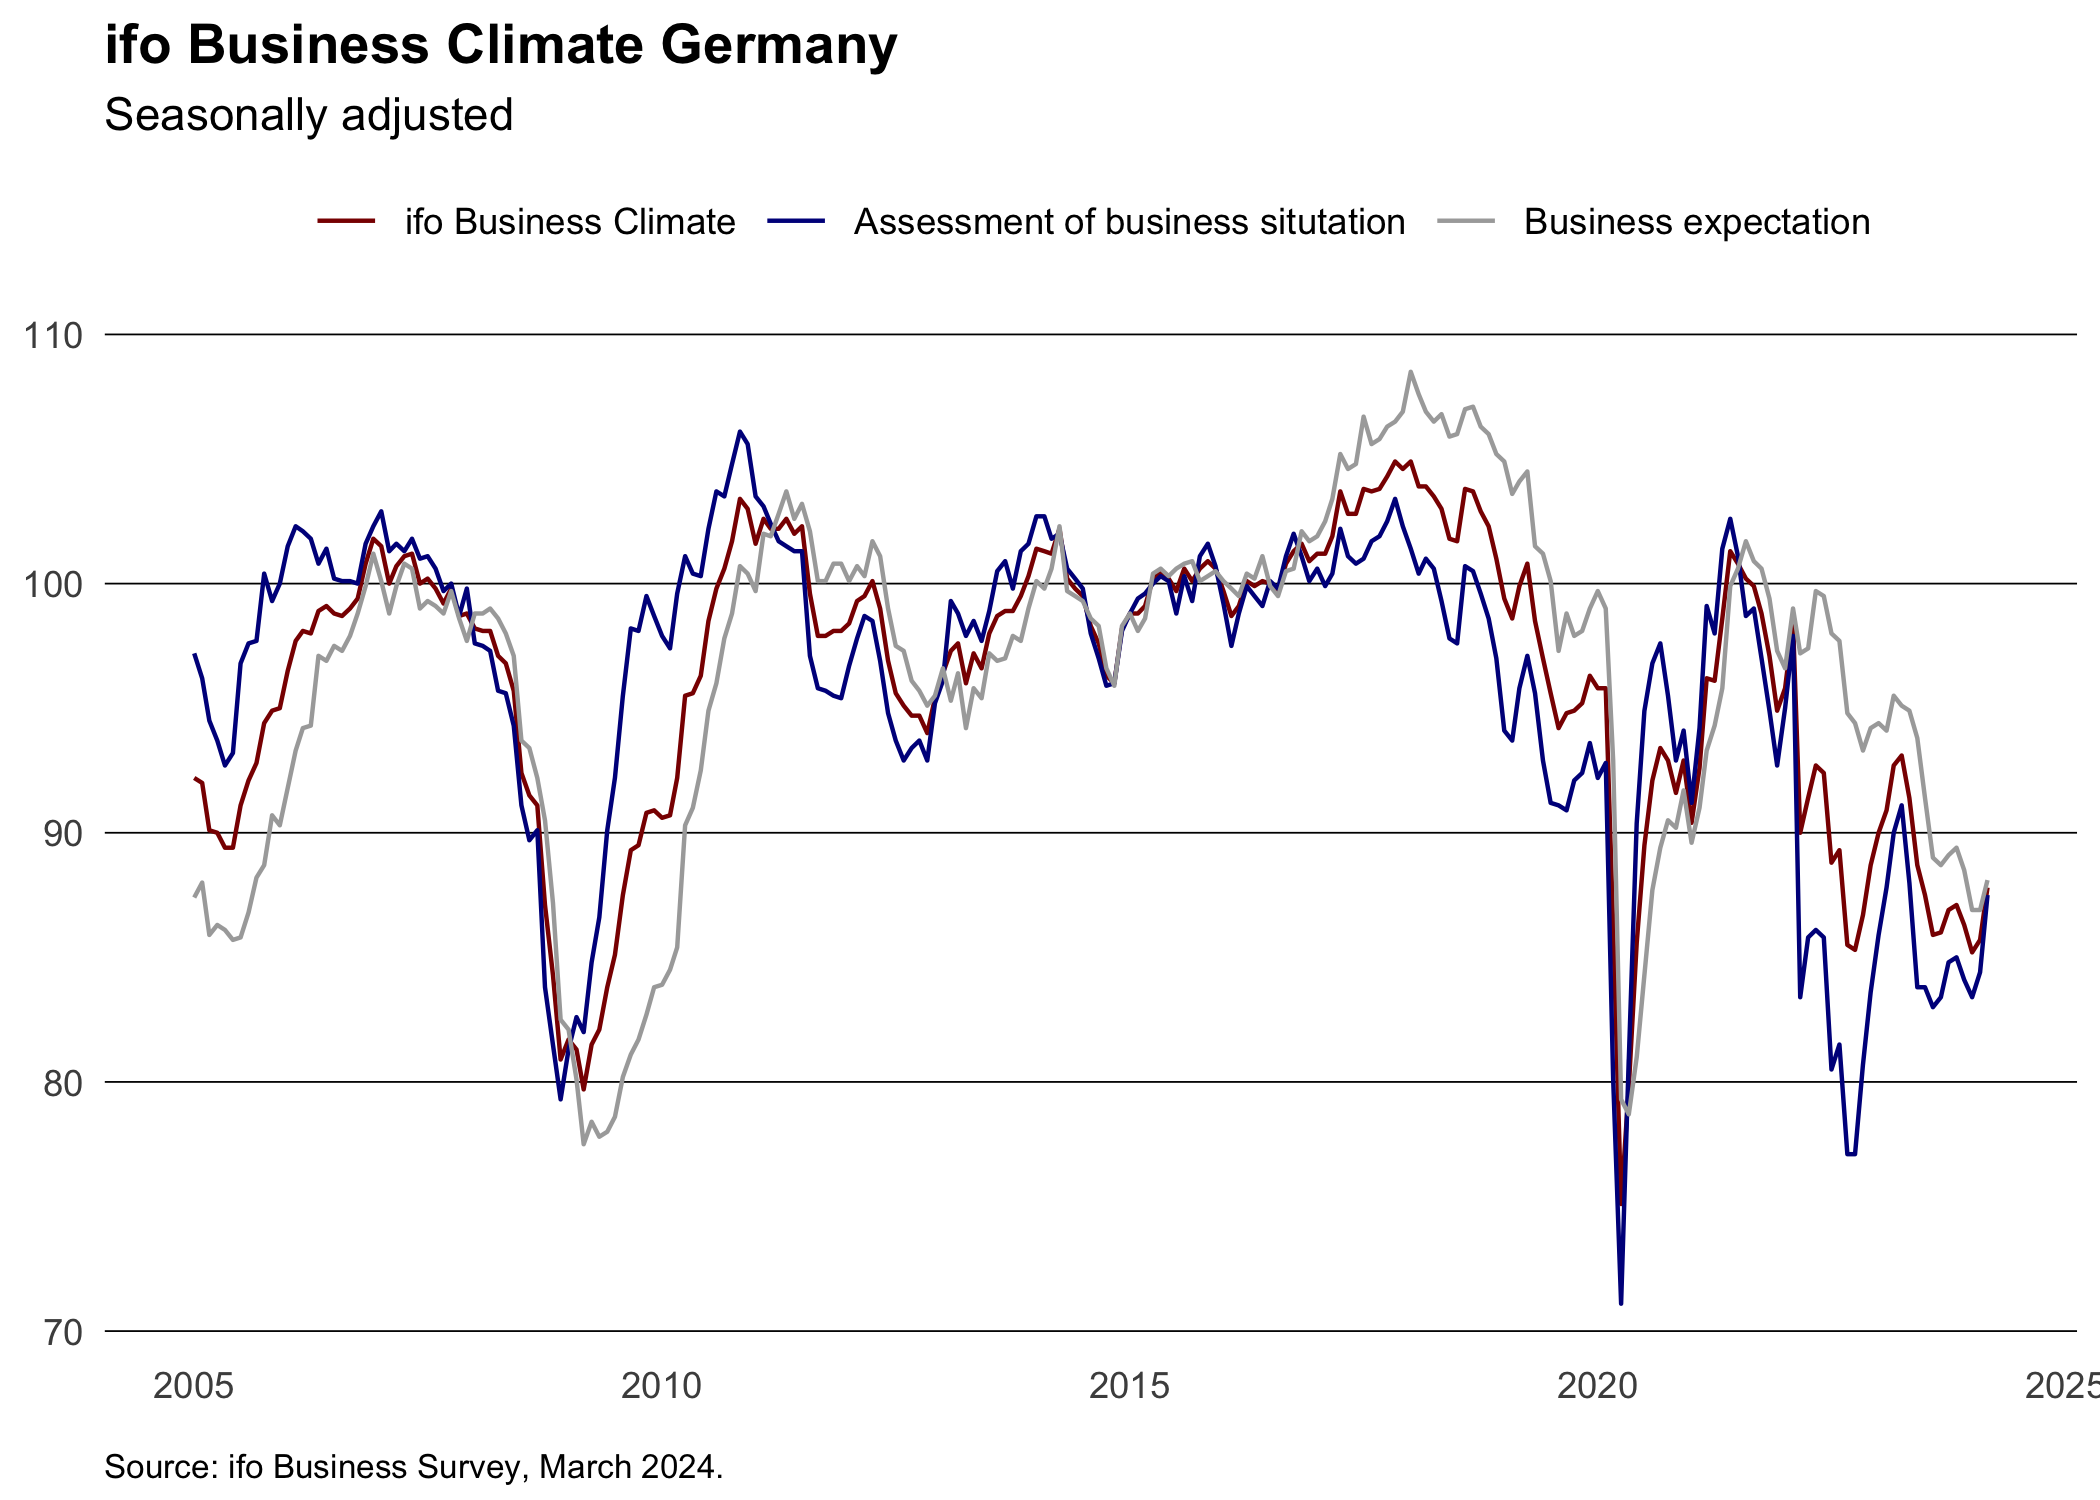 ifo Business Climate Germany
Seasonally adjusted
ifo Business Climate Assessment of business situtation Business expectation
110
100
90
80
70
2005 2010 2015 2020 2025
Source: ifo Business Survey, March 2024.